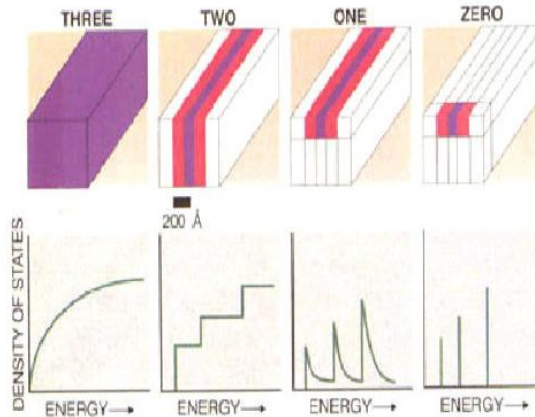 THREE TWO ONE ZERO
200 Å
DENSITY OF STATES
ENERGY→ ENERGY→ ENERGY→ ENERGY→